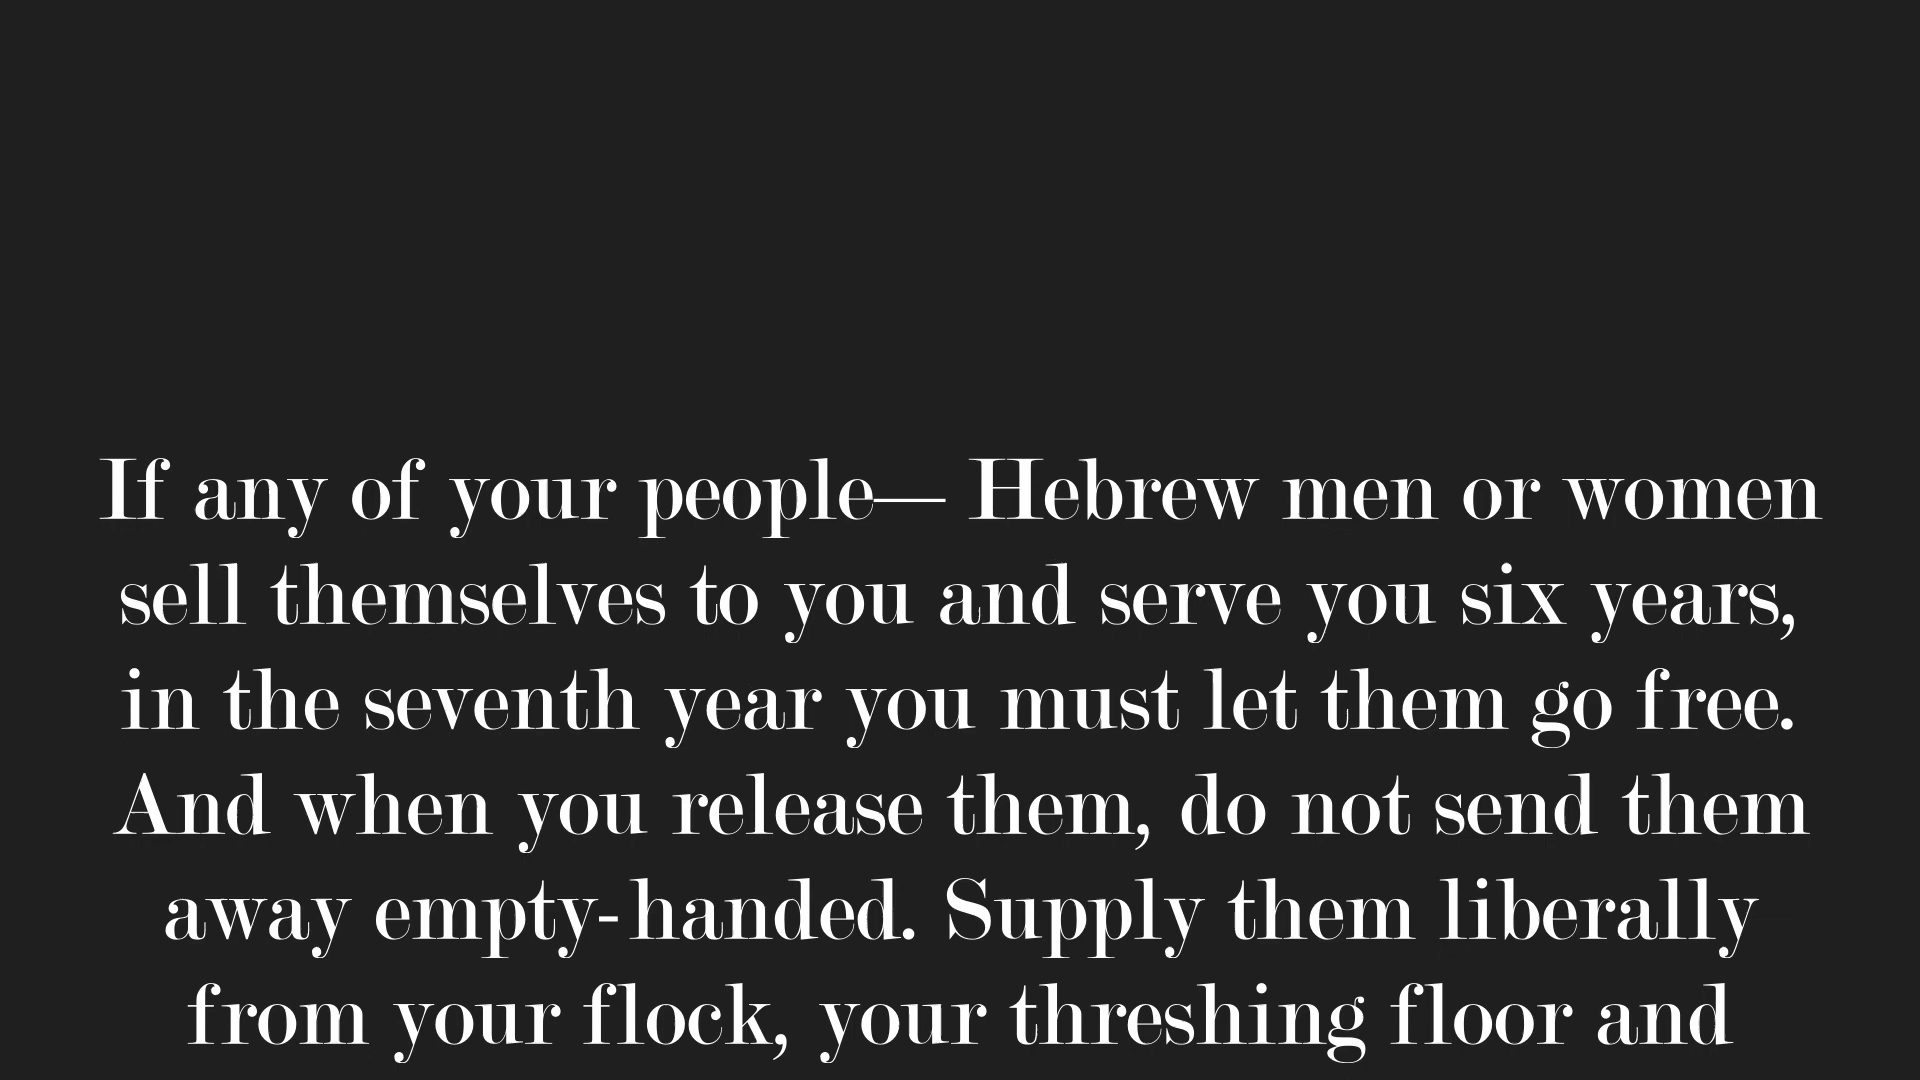 If any of your people— Hebrew men or women
sell themselves to you and serve you six years,
in the seventh year you must let them go free.
And when you release them, do not send them
away empty-handed. Supply them liberally
from your flock, your threshing floor and